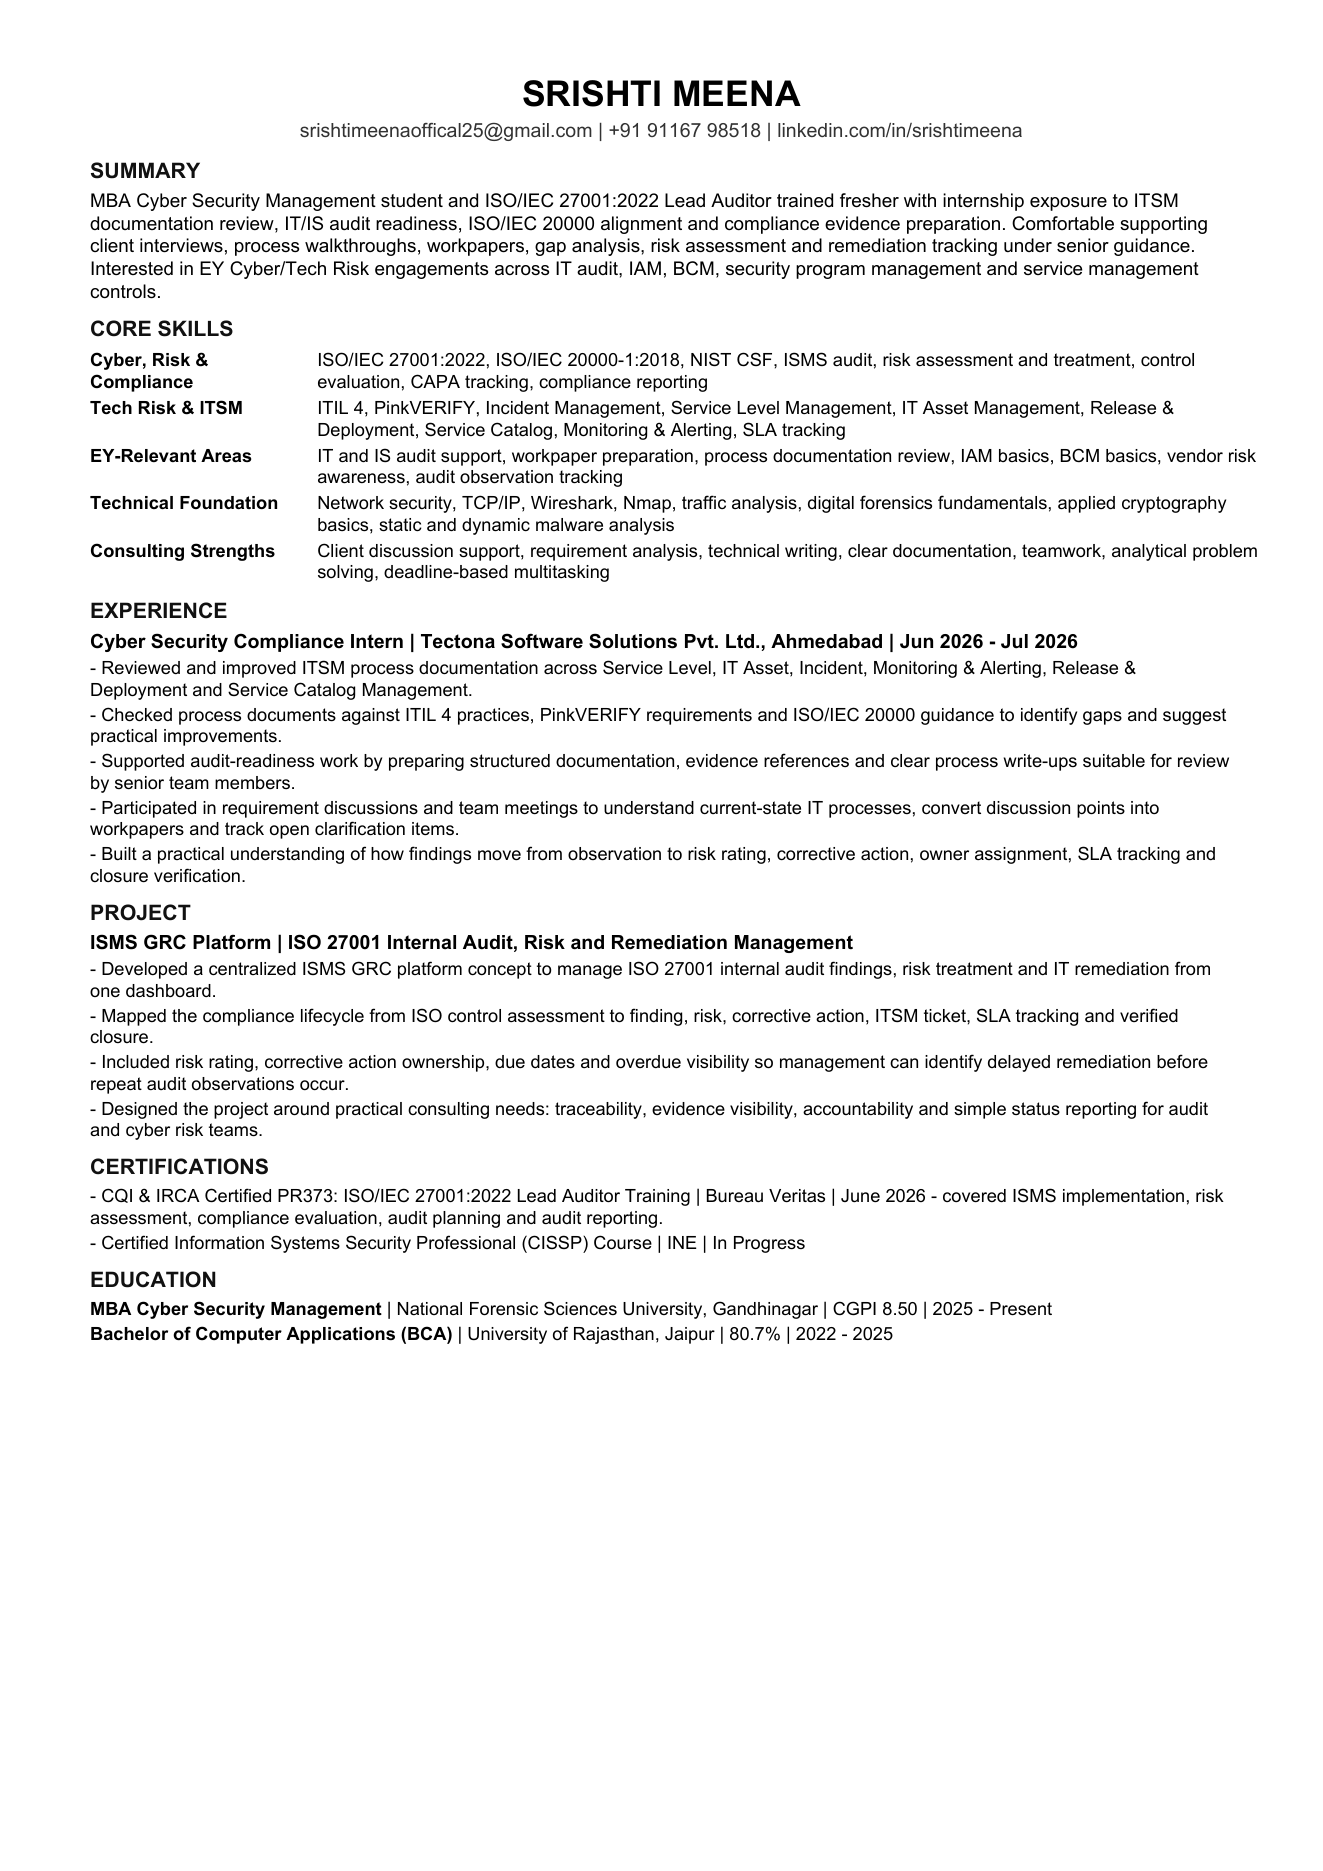 SRISHTI MEENA
srishtimeenaoffical25@gmail.com | +91 91167 98518 | linkedin.com/in/srishtimeena
SUMMARY
MBA Cyber Security Management student and ISO/IEC 27001:2022 Lead Auditor trained fresher with internship exposure to ITSM
documentation review, IT/IS audit readiness, ISO/IEC 20000 alignment and compliance evidence preparation. Comfortable supporting
client interviews, process walkthroughs, workpapers, gap analysis, risk assessment and remediation tracking under senior guidance.
Interested in EY Cyber/Tech Risk engagements across IT audit, IAM, BCM, security program management and service management
controls.
CORE SKILLS
Cyber, Risk & ISO/IEC 27001:2022, ISO/IEC 20000-1:2018, NIST CSF, ISMS audit, risk assessment and treatment, control
Compliance evaluation, CAPA tracking, compliance reporting
Tech Risk & ITSM ITIL 4, PinkVERIFY, Incident Management, Service Level Management, IT Asset Management, Release &
Deployment, Service Catalog, Monitoring & Alerting, SLA tracking
EY-Relevant Areas IT and IS audit support, workpaper preparation, process documentation review, IAM basics, BCM basics, vendor risk
awareness, audit observation tracking
Technical Foundation Network security, TCP/IP, Wireshark, Nmap, traffic analysis, digital forensics fundamentals, applied cryptography
basics, static and dynamic malware analysis
Consulting Strengths Client discussion support, requirement analysis, technical writing, clear documentation, teamwork, analytical problem
solving, deadline-based multitasking
EXPERIENCE
Cyber Security Compliance Intern | Tectona Software Solutions Pvt. Ltd., Ahmedabad | Jun 2026 - Jul 2026
- Reviewed and improved ITSM process documentation across Service Level, IT Asset, Incident, Monitoring & Alerting, Release &
Deployment and Service Catalog Management.
- Checked process documents against ITIL 4 practices, PinkVERIFY requirements and ISO/IEC 20000 guidance to identify gaps and suggest
practical improvements.
- Supported audit-readiness work by preparing structured documentation, evidence references and clear process write-ups suitable for review
by senior team members.
- Participated in requirement discussions and team meetings to understand current-state IT processes, convert discussion points into
workpapers and track open clarification items.
- Built a practical understanding of how findings move from observation to risk rating, corrective action, owner assignment, SLA tracking and
closure verification.
PROJECT
ISMS GRC Platform | ISO 27001 Internal Audit, Risk and Remediation Management
- Developed a centralized ISMS GRC platform concept to manage ISO 27001 internal audit findings, risk treatment and IT remediation from
one dashboard.
- Mapped the compliance lifecycle from ISO control assessment to finding, risk, corrective action, ITSM ticket, SLA tracking and verified
closure.
- Included risk rating, corrective action ownership, due dates and overdue visibility so management can identify delayed remediation before
repeat audit observations occur.
- Designed the project around practical consulting needs: traceability, evidence visibility, accountability and simple status reporting for audit
and cyber risk teams.
CERTIFICATIONS
- CQI & IRCA Certified PR373: ISO/IEC 27001:2022 Lead Auditor Training | Bureau Veritas | June 2026 - covered ISMS implementation, risk
assessment, compliance evaluation, audit planning and audit reporting.
- Certified Information Systems Security Professional (CISSP) Course | INE | In Progress
EDUCATION
MBA Cyber Security Management | National Forensic Sciences University, Gandhinagar | CGPI 8.50 | 2025 - Present
Bachelor of Computer Applications (BCA) | University of Rajasthan, Jaipur | 80.7% | 2022 - 2025